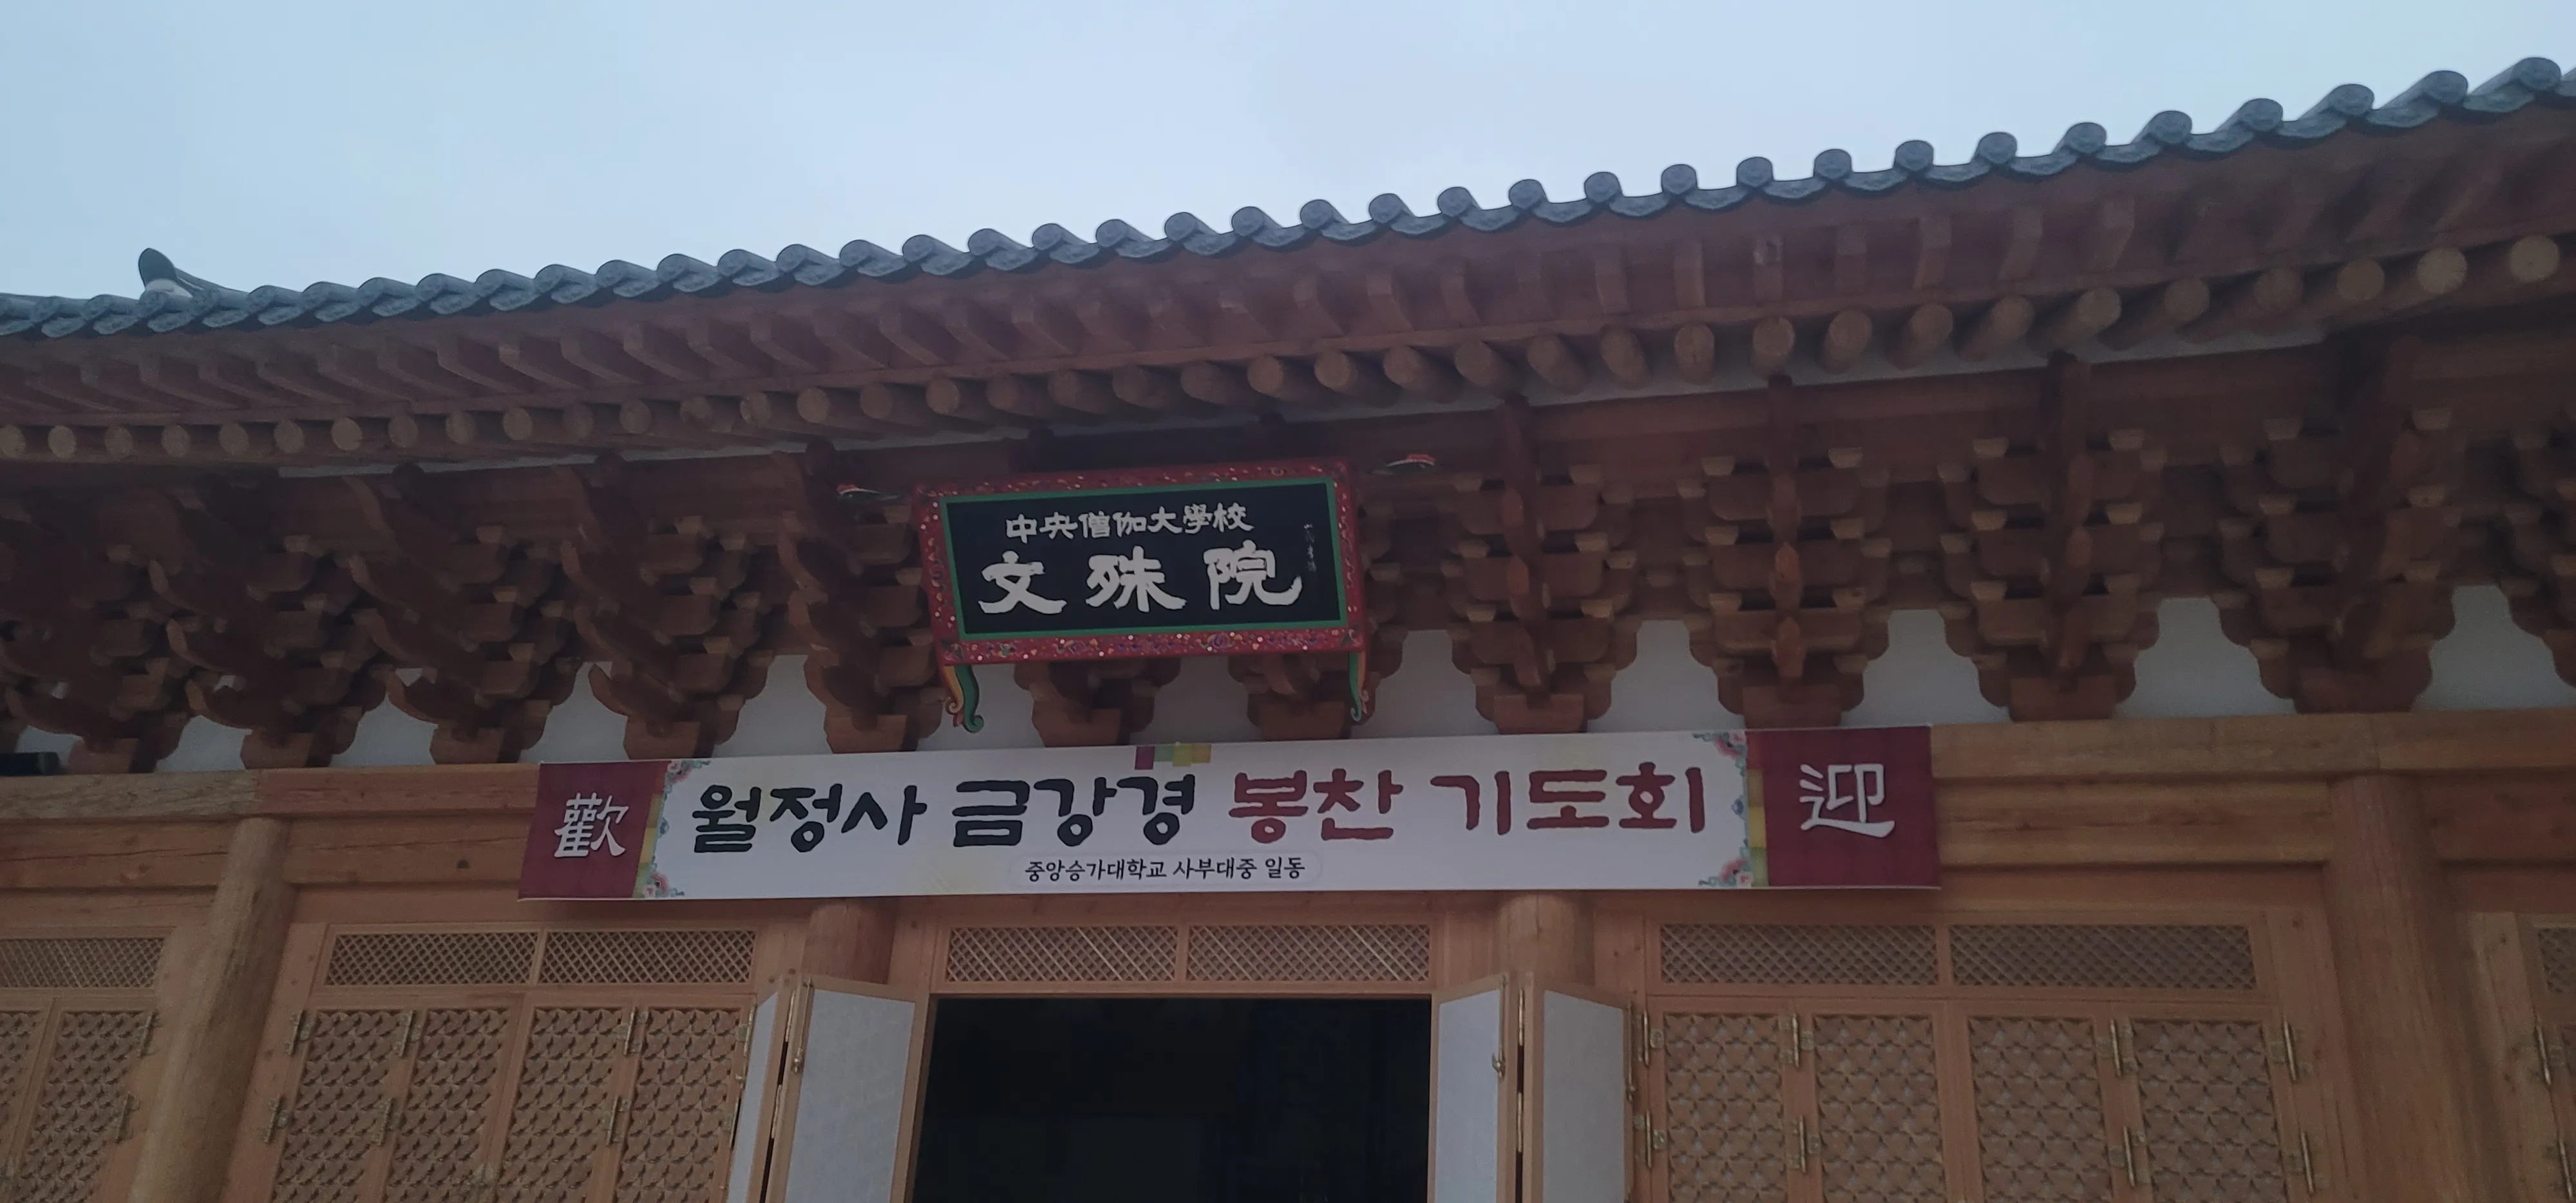 中央僧伽大學校
文殊院
歡 월정사 금강경 봉찬 기도회 迎
중앙승가대학교 사부대중 일동